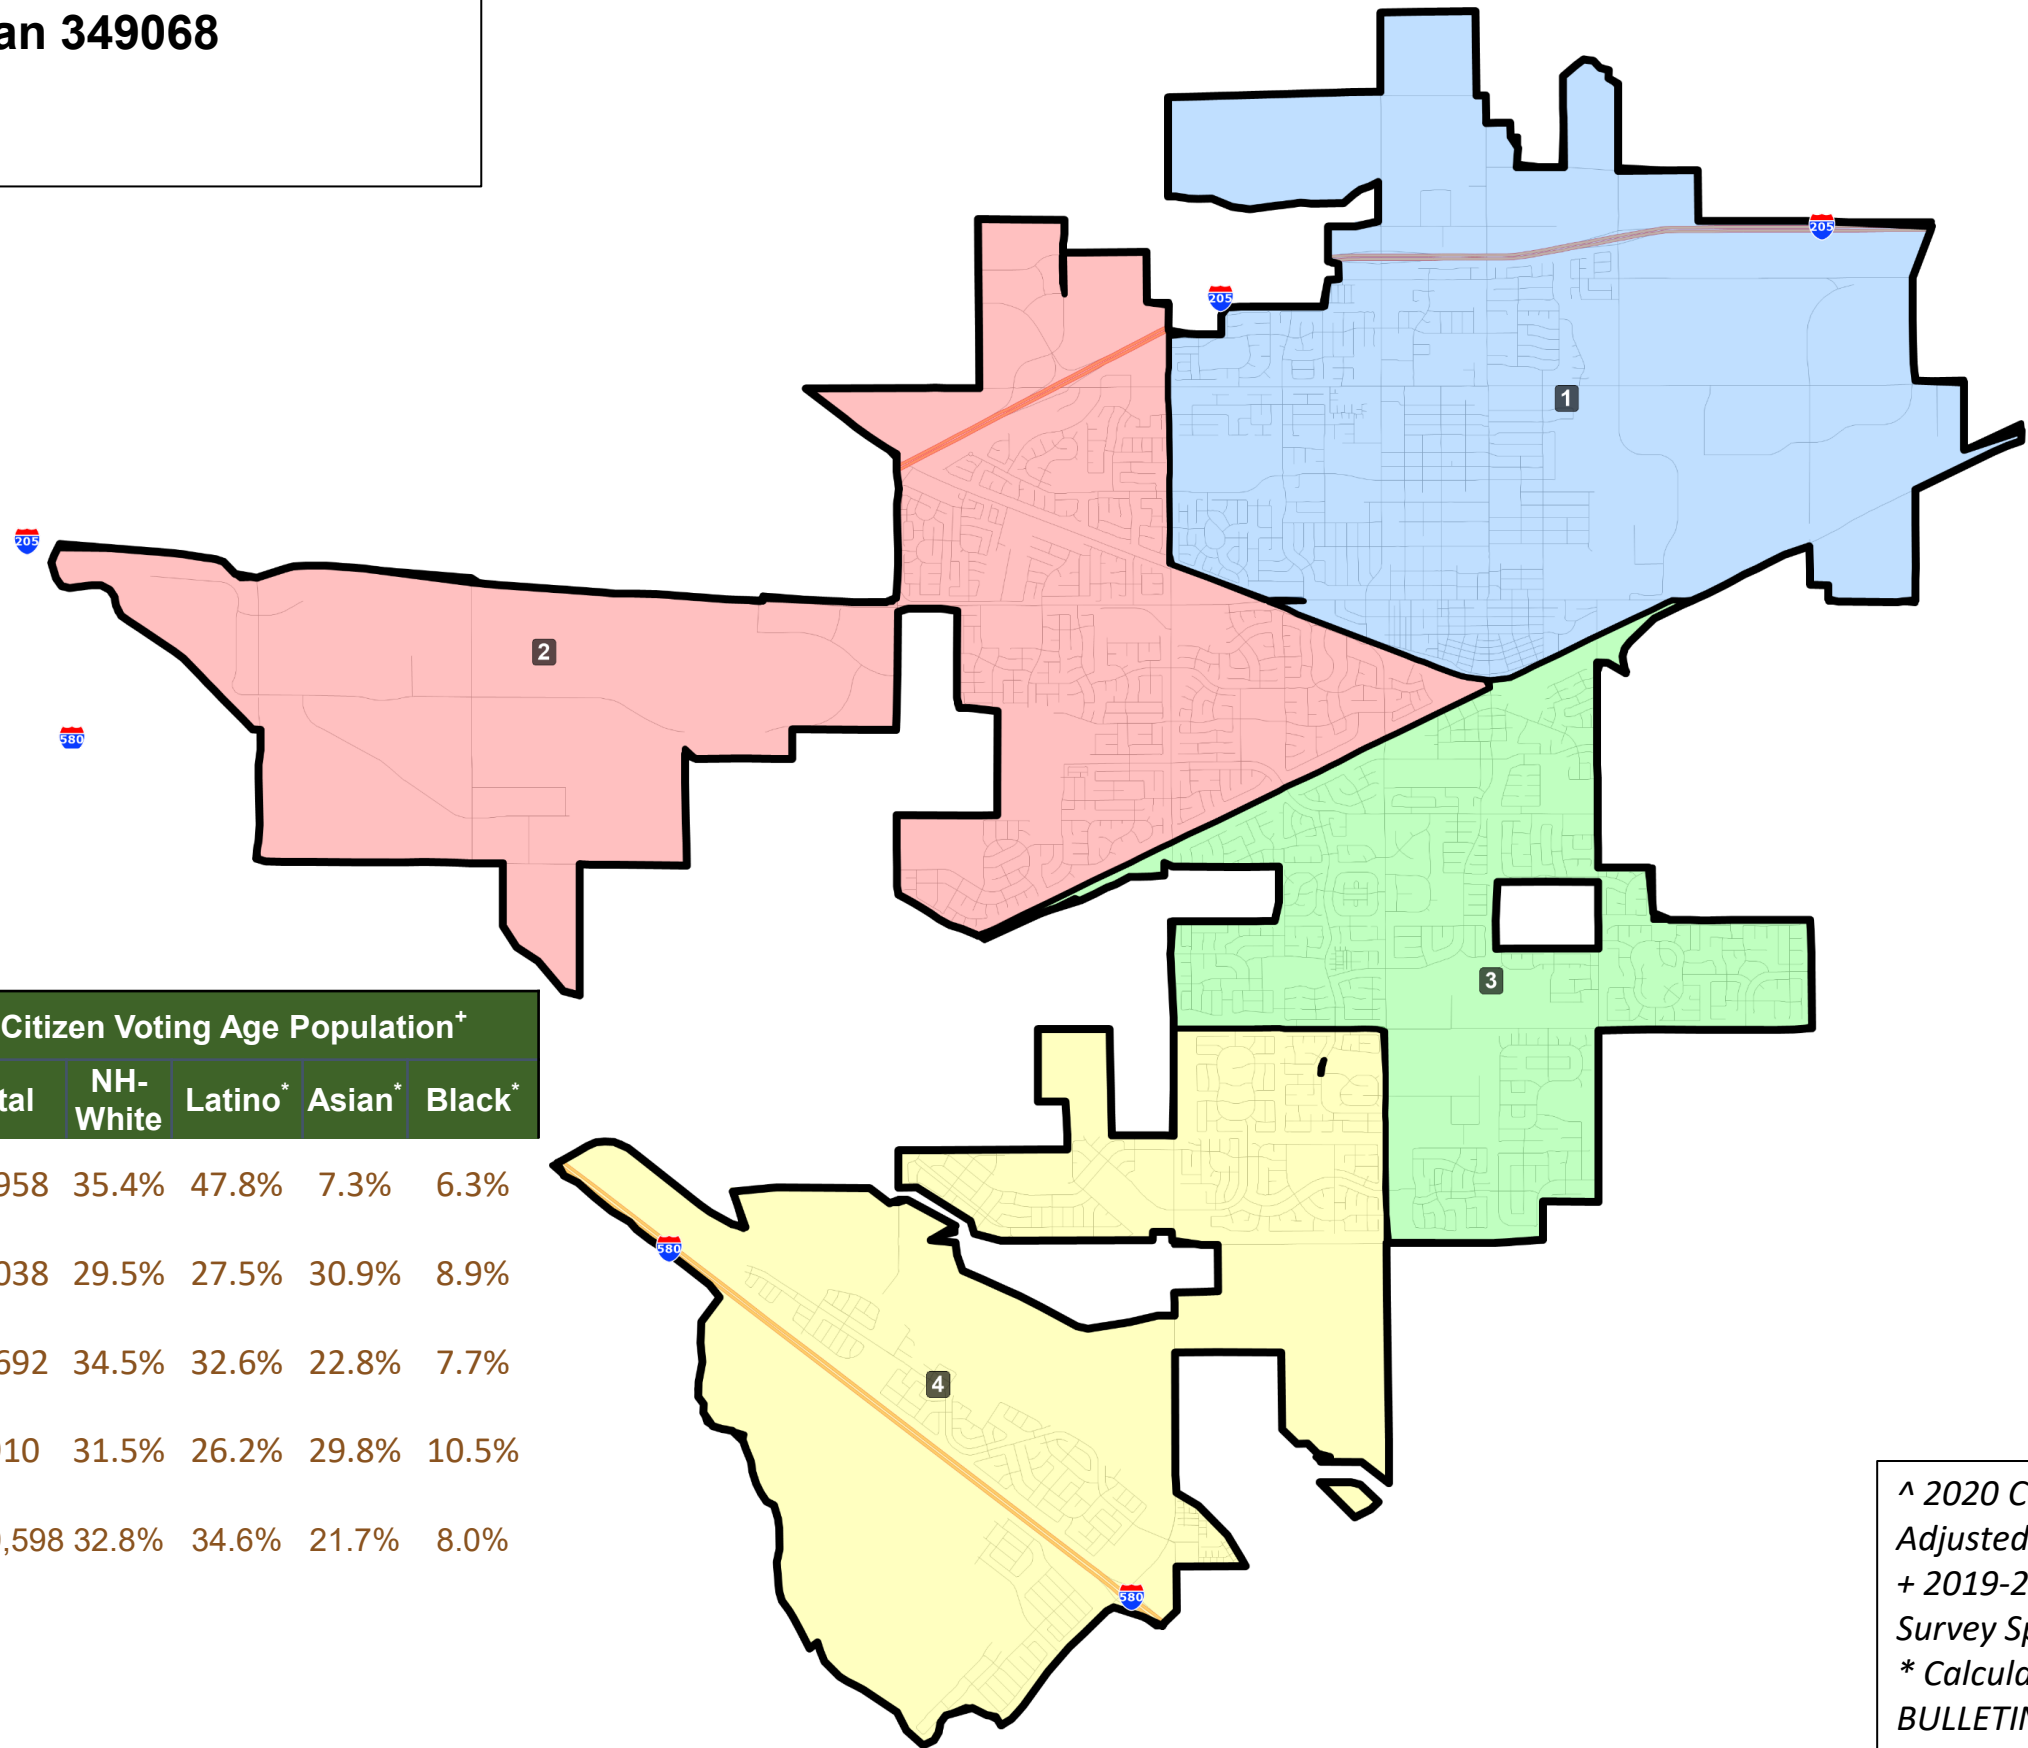 an 349068
205
205
1
205
2
580
3
Citizen Voting Age Population+
tal NH-White Latino* Asian* Black*
958 35.4% 47.8% 7.3% 6.3%
038 29.5% 27.5% 30.9% 8.9%
692 34.5% 32.6% 22.8% 7.7%
910 31.5% 26.2% 29.8% 10.5%
,598 32.8% 34.6% 21.7% 8.0%
580
4
580
^ 2020 C
Adjusted
+ 2019-2
Survey Sp
* Calcula
BULLETIN